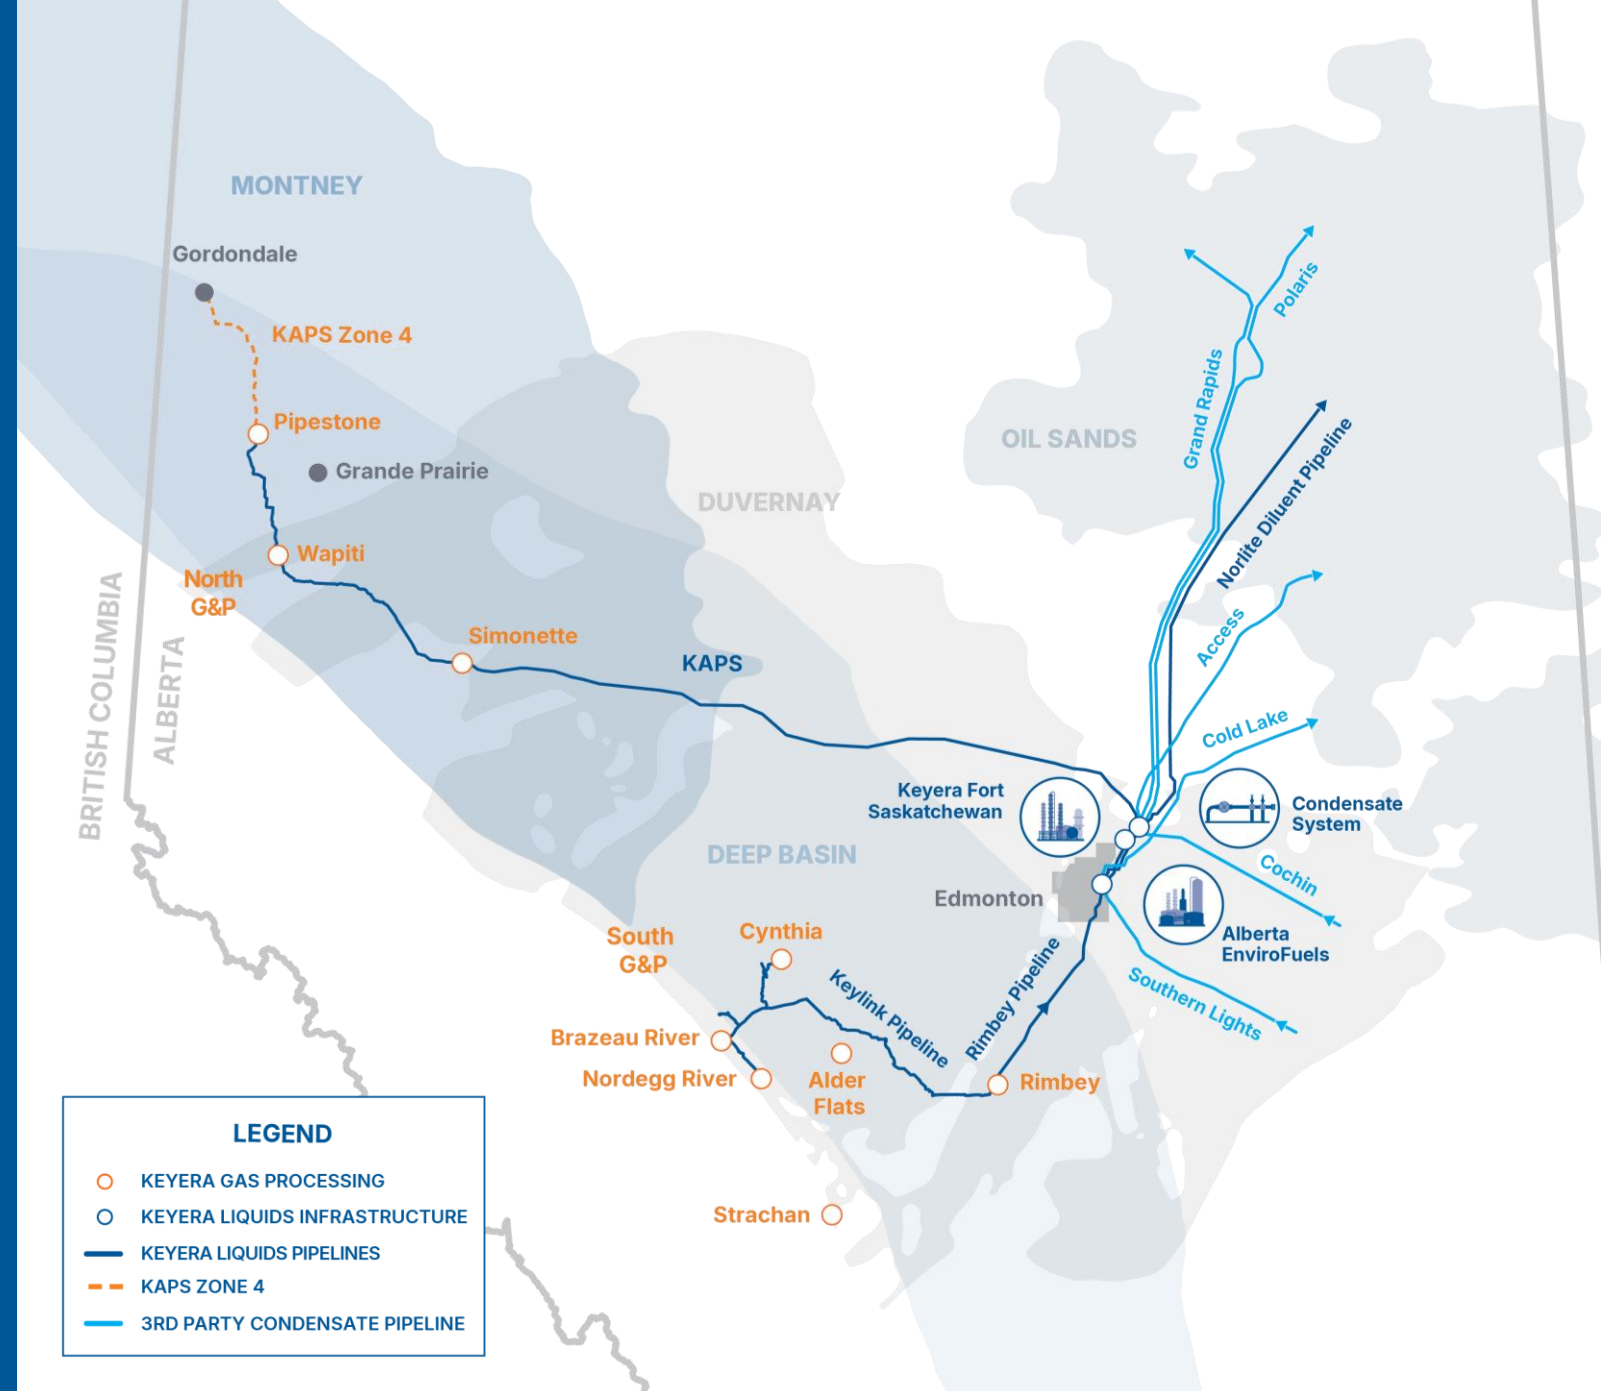 MONTNEY
Gordondale
KAPS Zone 4
Pipestone
Grande Prairie
Wapiti
North
G&P
Simonette
KAPS
BRITISH COLUMBIA
ALBERTA
DUVERNAY
OIL SANDS
Polaris
Grand Rapids
Norlite Diluent Pipeline
Access
Cold Lake
Keyera Fort
Saskatchewan
Condensate
System
DEEP BASIN
Cochin
Edmonton
Alberta
EnviroFuels
South
G&P
Cynthia
Keylink Pipeline
Rimbey Pipeline
Southern Lights
Brazeau River
Nordegg River
Alder
Flats
Rimbey
Strachan
LEGEND
KEYERA GAS PROCESSING
KEYERA LIQUIDS INFRASTRUCTURE
KEYERA LIQUIDS PIPELINES
KAPS ZONE 4
3RD PARTY CONDENSATE PIPELINE